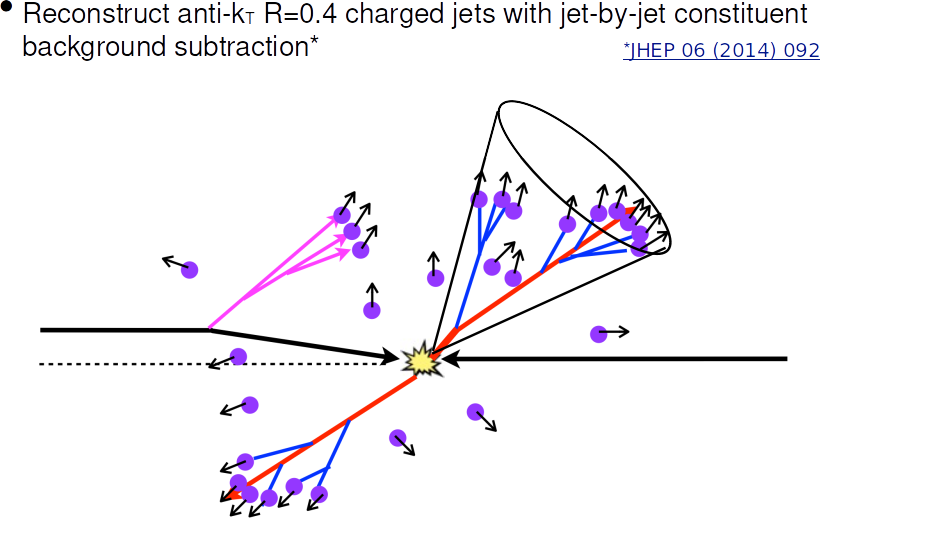 • Reconstruct anti-kT R=0.4 charged jets with jet-by-jet constituent
background subtraction*
*JHEP 06 (2014) 092